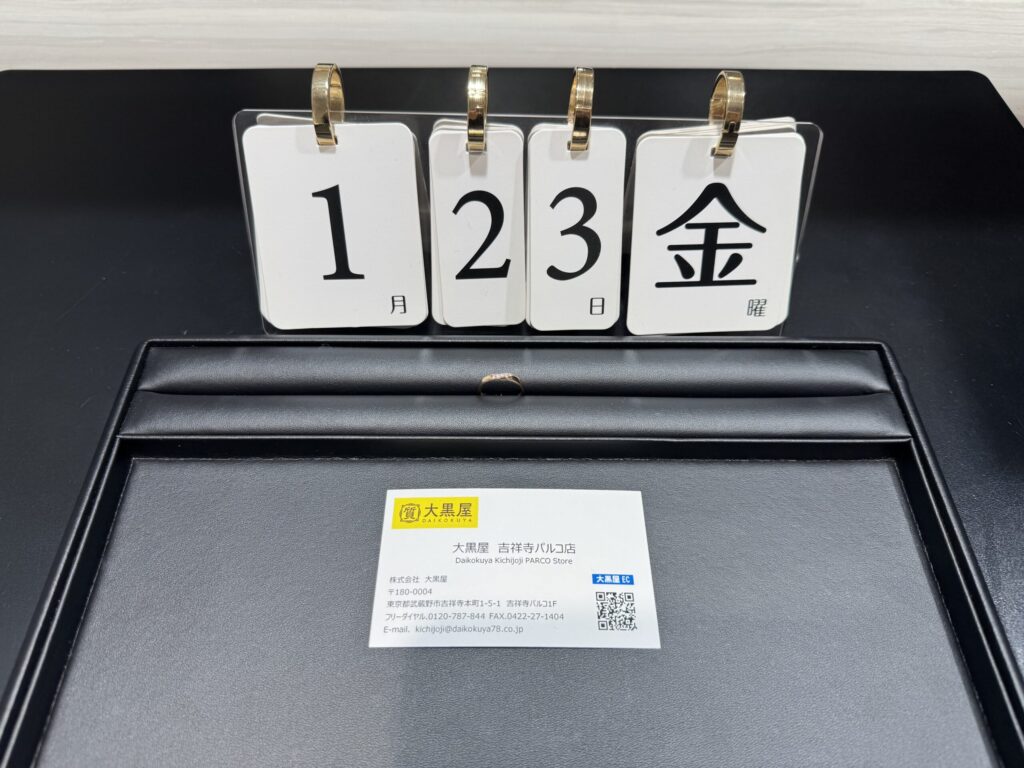 1月
23日
金曜
質 大黒屋
DAIKOKUYA
大黒屋 吉祥寺パルコ店
Daikokuya Kichijoji PARCO Store
株式会社 大黒屋
〒180-0004
東京都武蔵野市吉祥寺本町1-5-1 吉祥寺パルコ1F
フリーダイヤル.0120-787-844 FAX.0422-27-1404
E-mail. kichijoji@daikokuya78.co.jp
大黒屋 EC